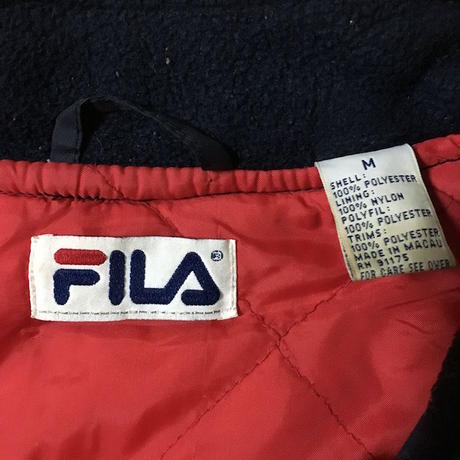 FILA
M
SHELL:
100% POLYESTER
LINING:
100% NYLON
POLYFIL:
100% POLYESTER
TRIMS:
100% POLYESTER
MADE IN MACAU
RN 91175
FOR CARE SEE OVER